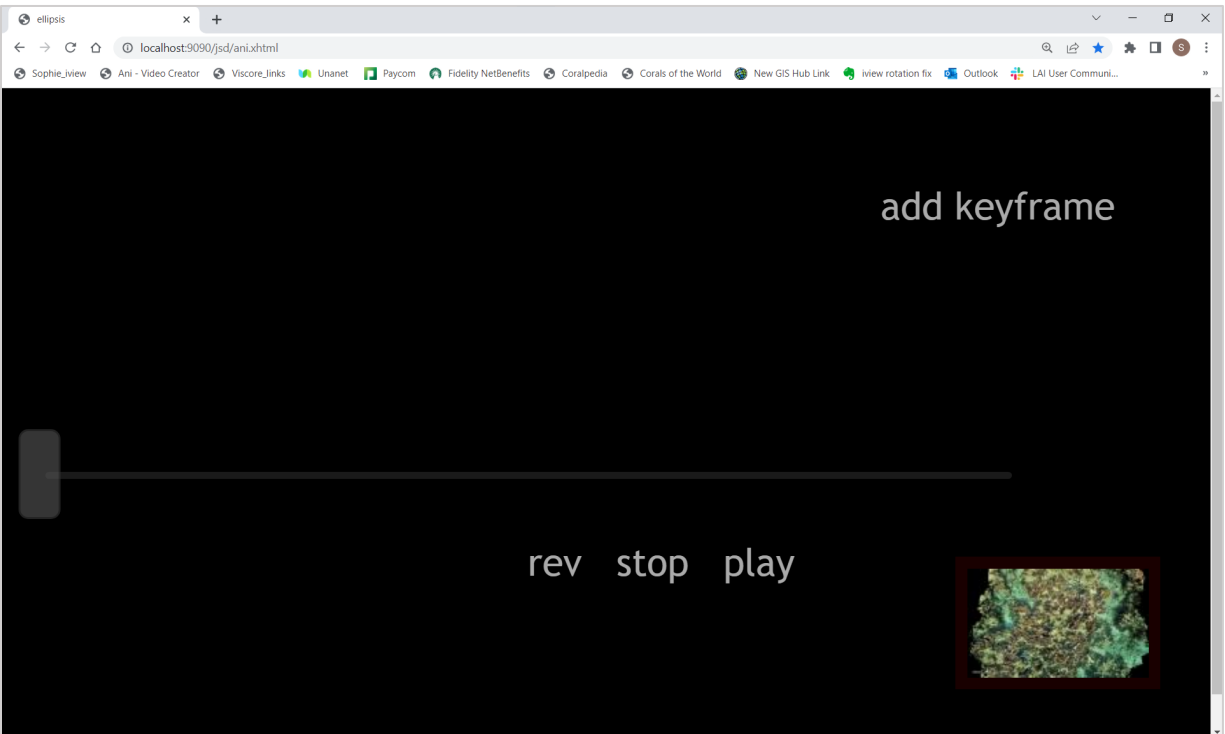 ellipsis
localhost:9090/jsd/ani.xhtml
S
Sophie_iview Ani - Video Creator Viscore_links Unanet Paycom Fidelity NetBenefits Coralpedia Corals of the World New GIS Hub Link iview rotation fix Outlook LAI User Communi...
add keyframe
rev stop play